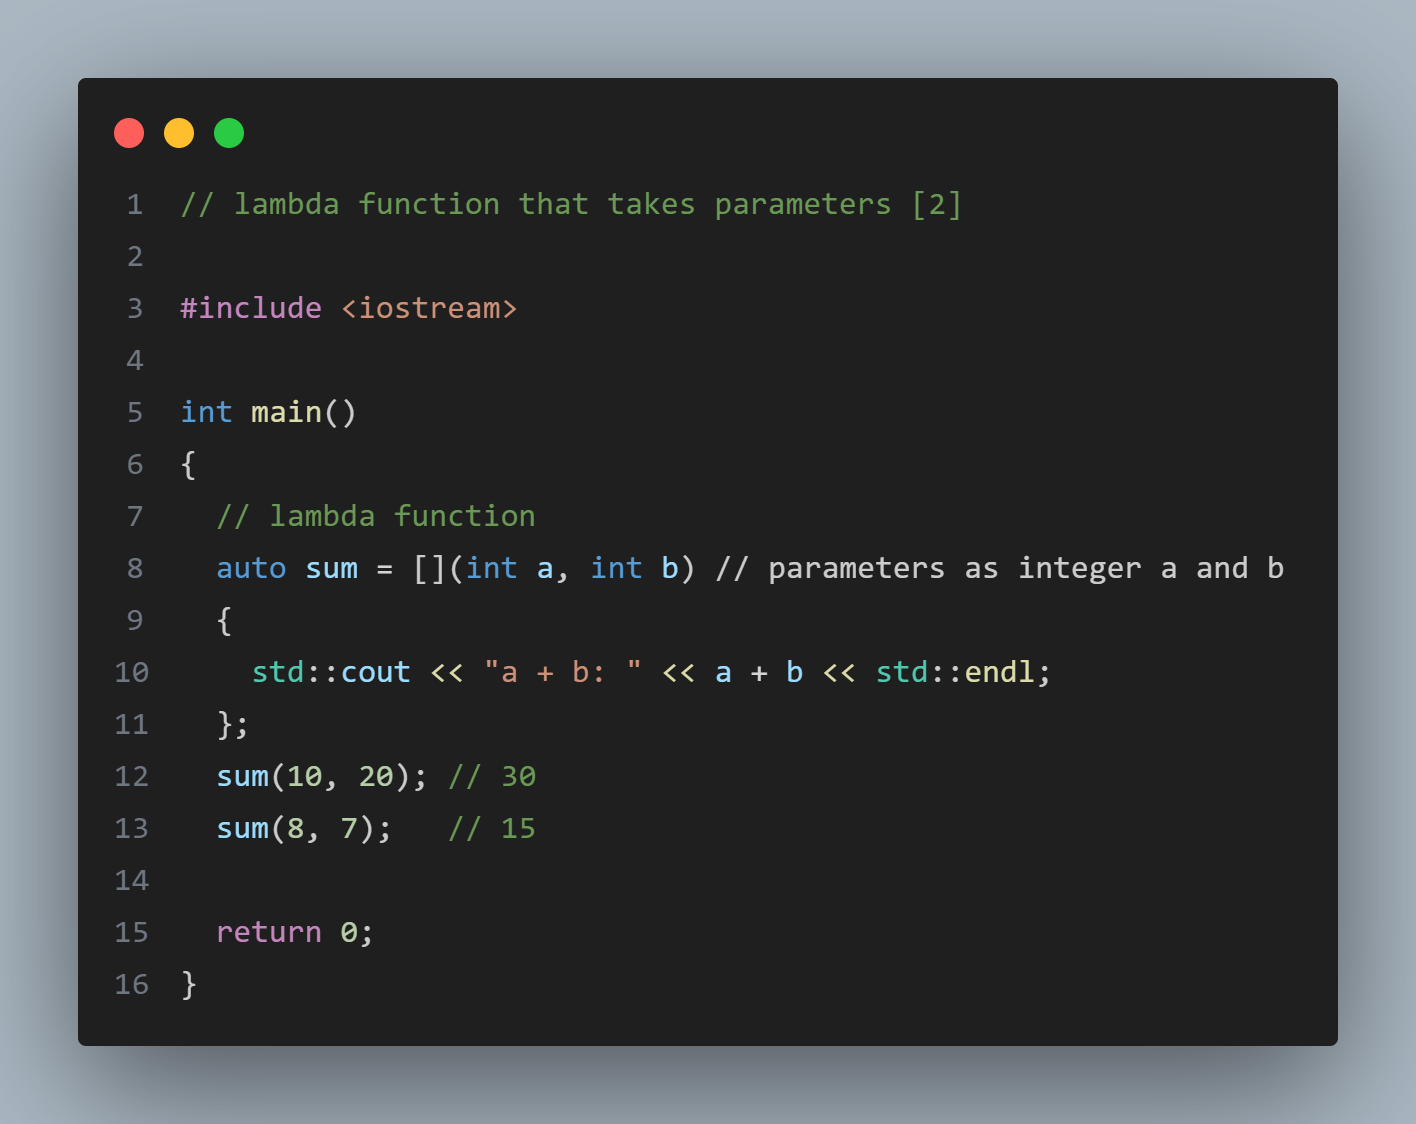 1 // lambda function that takes parameters [2]
2
3 #include <iostream>
4
5 int main()
6 {
7   // lambda function
8   auto sum = [](int a, int b) // parameters as integer a and b
9   {
10     std::cout << "a + b: " << a + b << std::endl;
11   };
12   sum(10, 20); // 30
13   sum(8, 7);   // 15
14
15   return 0;
16 }